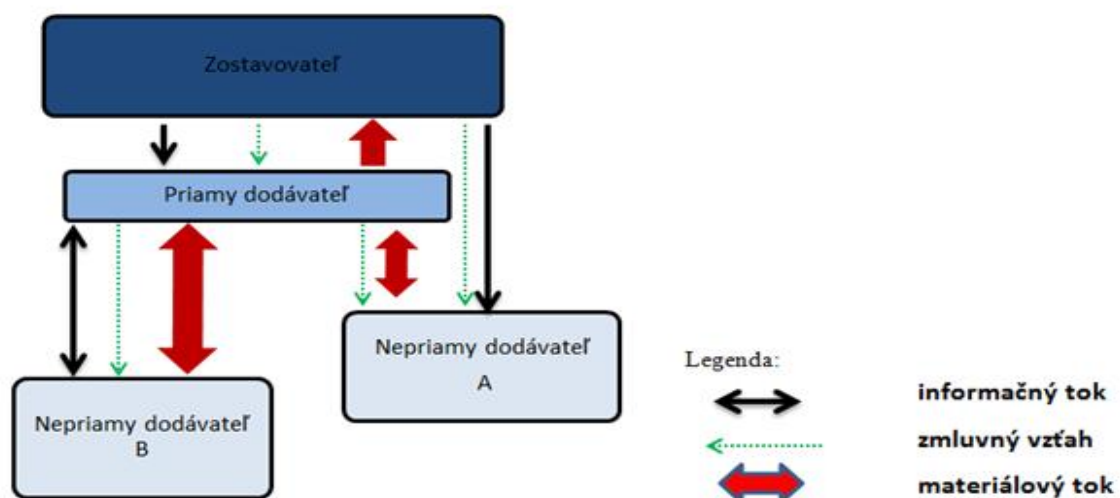 Zostavovateľ
Priamy dodávateľ
Nepriamy dodávateľ
A
Nepriamy dodávateľ
B
Legenda:
informačný tok
zmluvný vzťah
materiálový tok